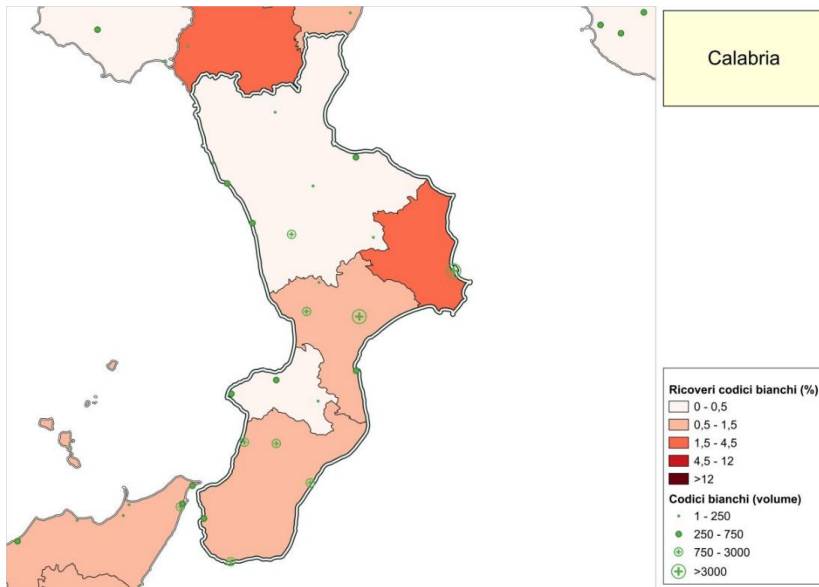 Calabria
Ricoveri codici bianchi (%)
0 - 0,5
0,5 - 1,5
1,5 - 4,5
4,5 - 12
>12
Codici bianchi (volume)
1 - 250
250 - 750
750 - 3000
>3000